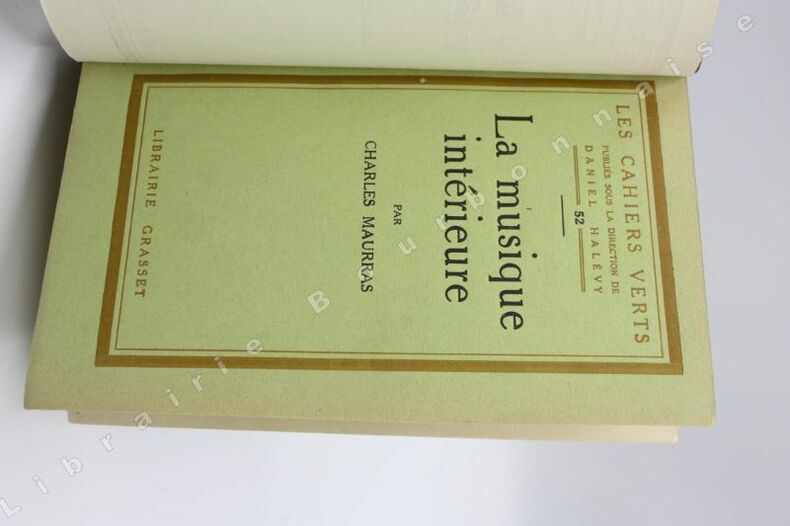 LES CAHIERS VERTS
PUBLIÉS SOUS LA DIRECTION DE
DANIEL HALÉVY
52
La musique
intérieure
PAR
CHARLES MAURRAS
LIBRAIRIE GRASSET
Librairie Bulponnaise